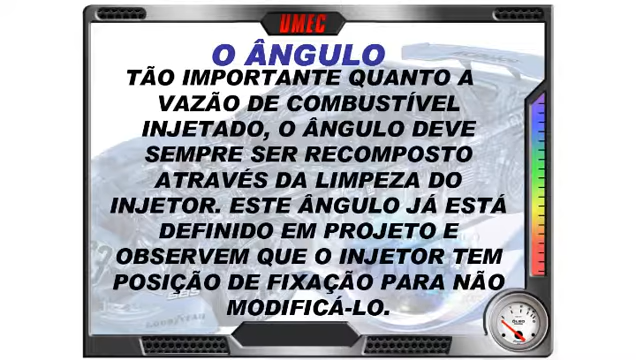 UMEC
O ÂNGULO
TÃO IMPORTANTE QUANTO A
VAZÃO DE COMBUSTÍVEL
INJETADO, O ÂNGULO DEVE
SEMPRE SER RECOMPOSTO
ATRAVÉS DA LIMPEZA DO
INJETOR. ESTE ÂNGULO JÁ ESTÁ
DEFINIDO EM PROJETO E
OBSERVEM QUE O INJETOR TEM
POSIÇÃO DE FIXAÇÃO PARA NÃO
MODIFICÁ-LO.
GOODYEAR